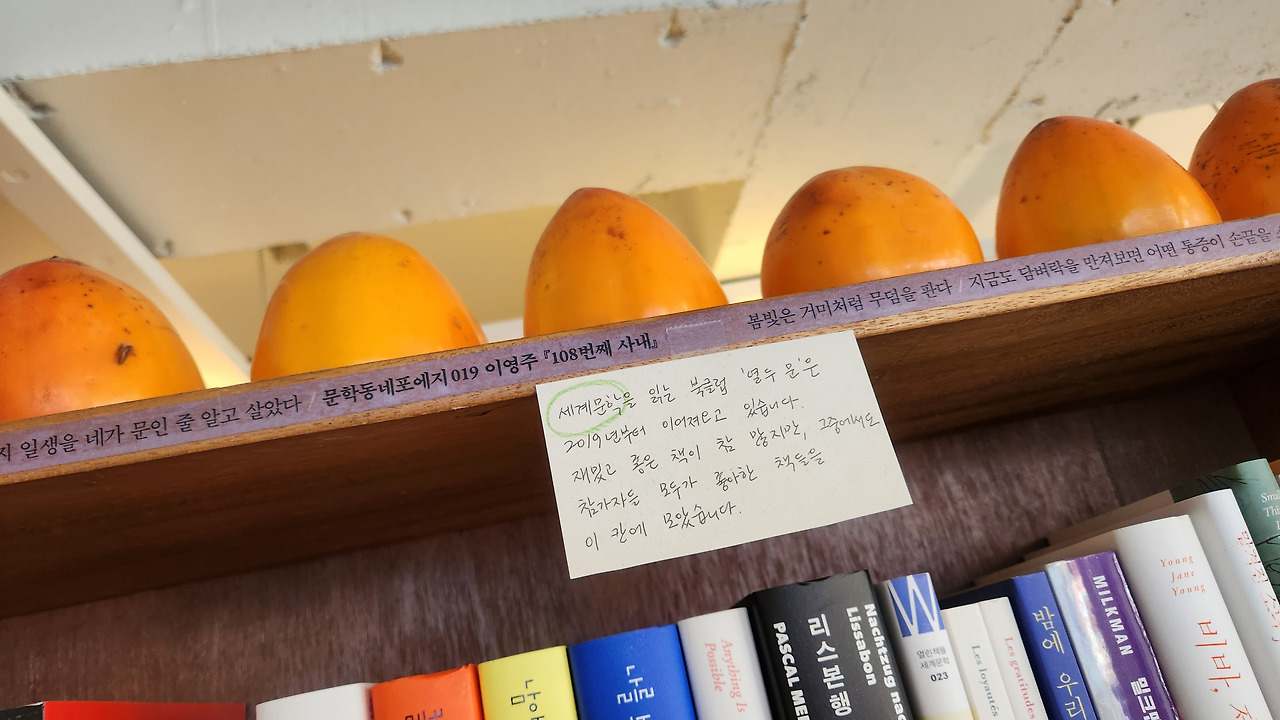 지 일생을 네가 문인 줄 알고 살았다 / 문학동네포에지 019 이영주 『108번째 사내』
봄빛은 거미처럼 무덤을 판다 / 지금도 담벼락을 만져보면 어떤 통증이 손끝을
세계문학을 읽는 북클럽 '열두 문'은
2019년부터 이어져오고 있습니다.
재밌고 좋은 책이 참 많지만, 그중에서도
참가자들 모두가 좋아한 책들을
이 칸에 모았습니다.
Anything Is
Possible
리스본행
PASCAL
Nachtzug nac
Lissabon
W
열린책들
세계문학
023
Les loyautés
Les gratitudes
밤에 우리
MILKMAN
밀크
Young
Jane
Young
비바,